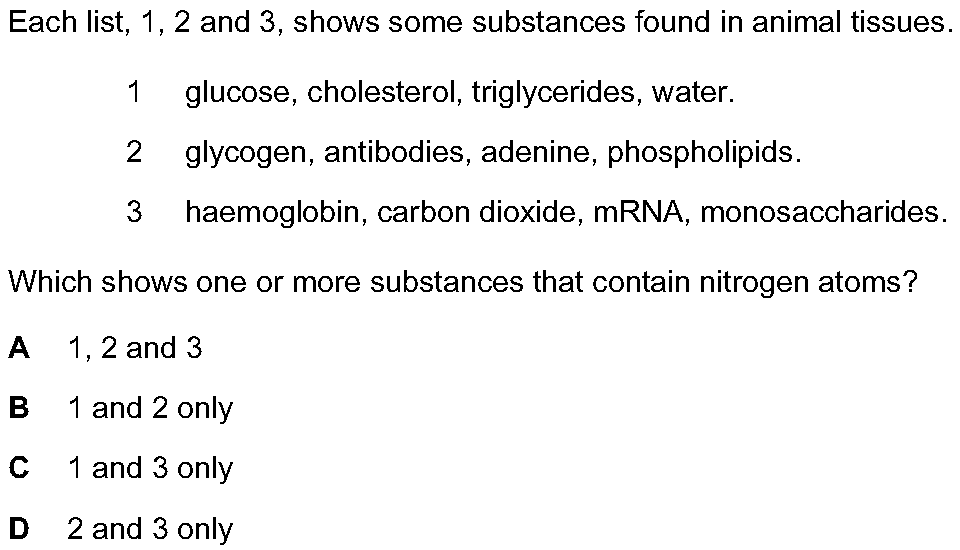 Each list, 1, 2 and 3, shows some substances found in animal tissues.
1 glucose, cholesterol, triglycerides, water.
2 glycogen, antibodies, adenine, phospholipids.
3 haemoglobin, carbon dioxide, mRNA, monosaccharides.
Which shows one or more substances that contain nitrogen atoms?
A 1, 2 and 3
B 1 and 2 only
C 1 and 3 only
D 2 and 3 only